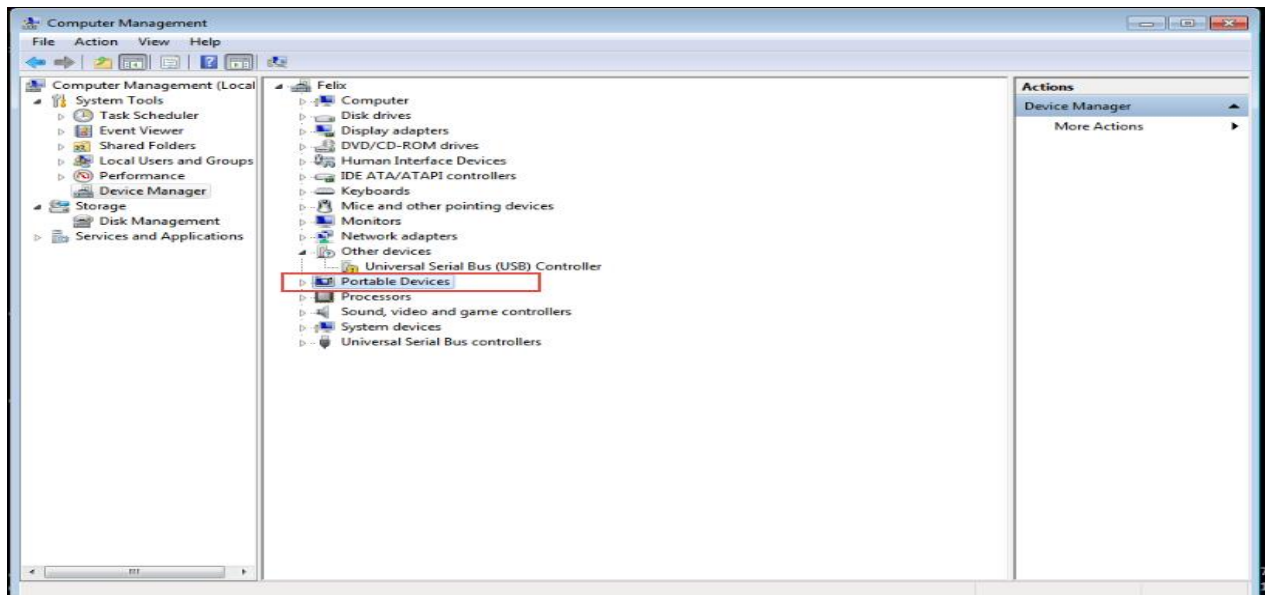 Computer Management
File Action View Help
Computer Management (Local
System Tools
Task Scheduler
Event Viewer
Shared Folders
Local Users and Groups
Performance
Device Manager
Storage
Disk Management
Services and Applications
Felix
Computer
Disk drives
Display adapters
DVD/CD-ROM drives
Human Interface Devices
IDE ATA/ATAPI controllers
Keyboards
Mice and other pointing devices
Monitors
Network adapters
Other devices
Universal Serial Bus (USB) Controller
Portable Devices
Processors
Sound, video and game controllers
System devices
Universal Serial Bus controllers
Actions
Device Manager
More Actions